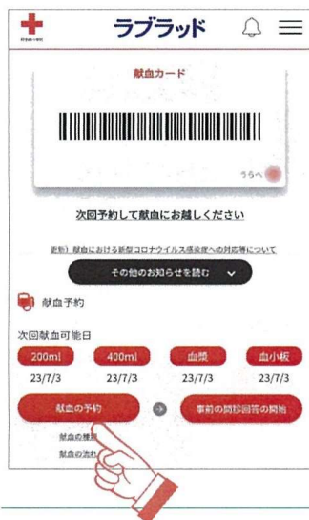 ラブラッド
献血カード
うらへ
次回予約して献血にお越しください
更新）献血における新型コロナウイルス感染症への対応等について
その他のお知らせを読む
献血予約
次回献血可能日
200ml 400ml 血漿 血小板
23/7/3 23/7/3 23/7/3 23/7/3
献血の予約 事前の問診回答の開始
献血の種類
献血の流れ